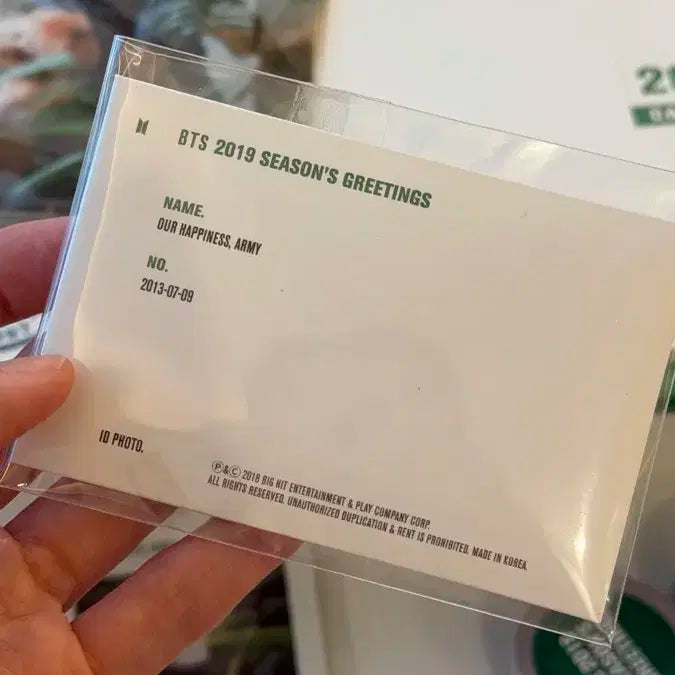 BTS 2019 SEASON'S GREETINGS
NAME.
OUR HAPPINESS, ARMY
NO.
2013-07-09
ID PHOTO.
Ⓟ&Ⓒ 2018 BIG HIT ENTERTAINMENT & PLAY COMPANY CORP.
ALL RIGHTS RESERVED. UNAUTHORIZED DUPLICATION & RENT IS PROHIBITED. MADE IN KOREA.